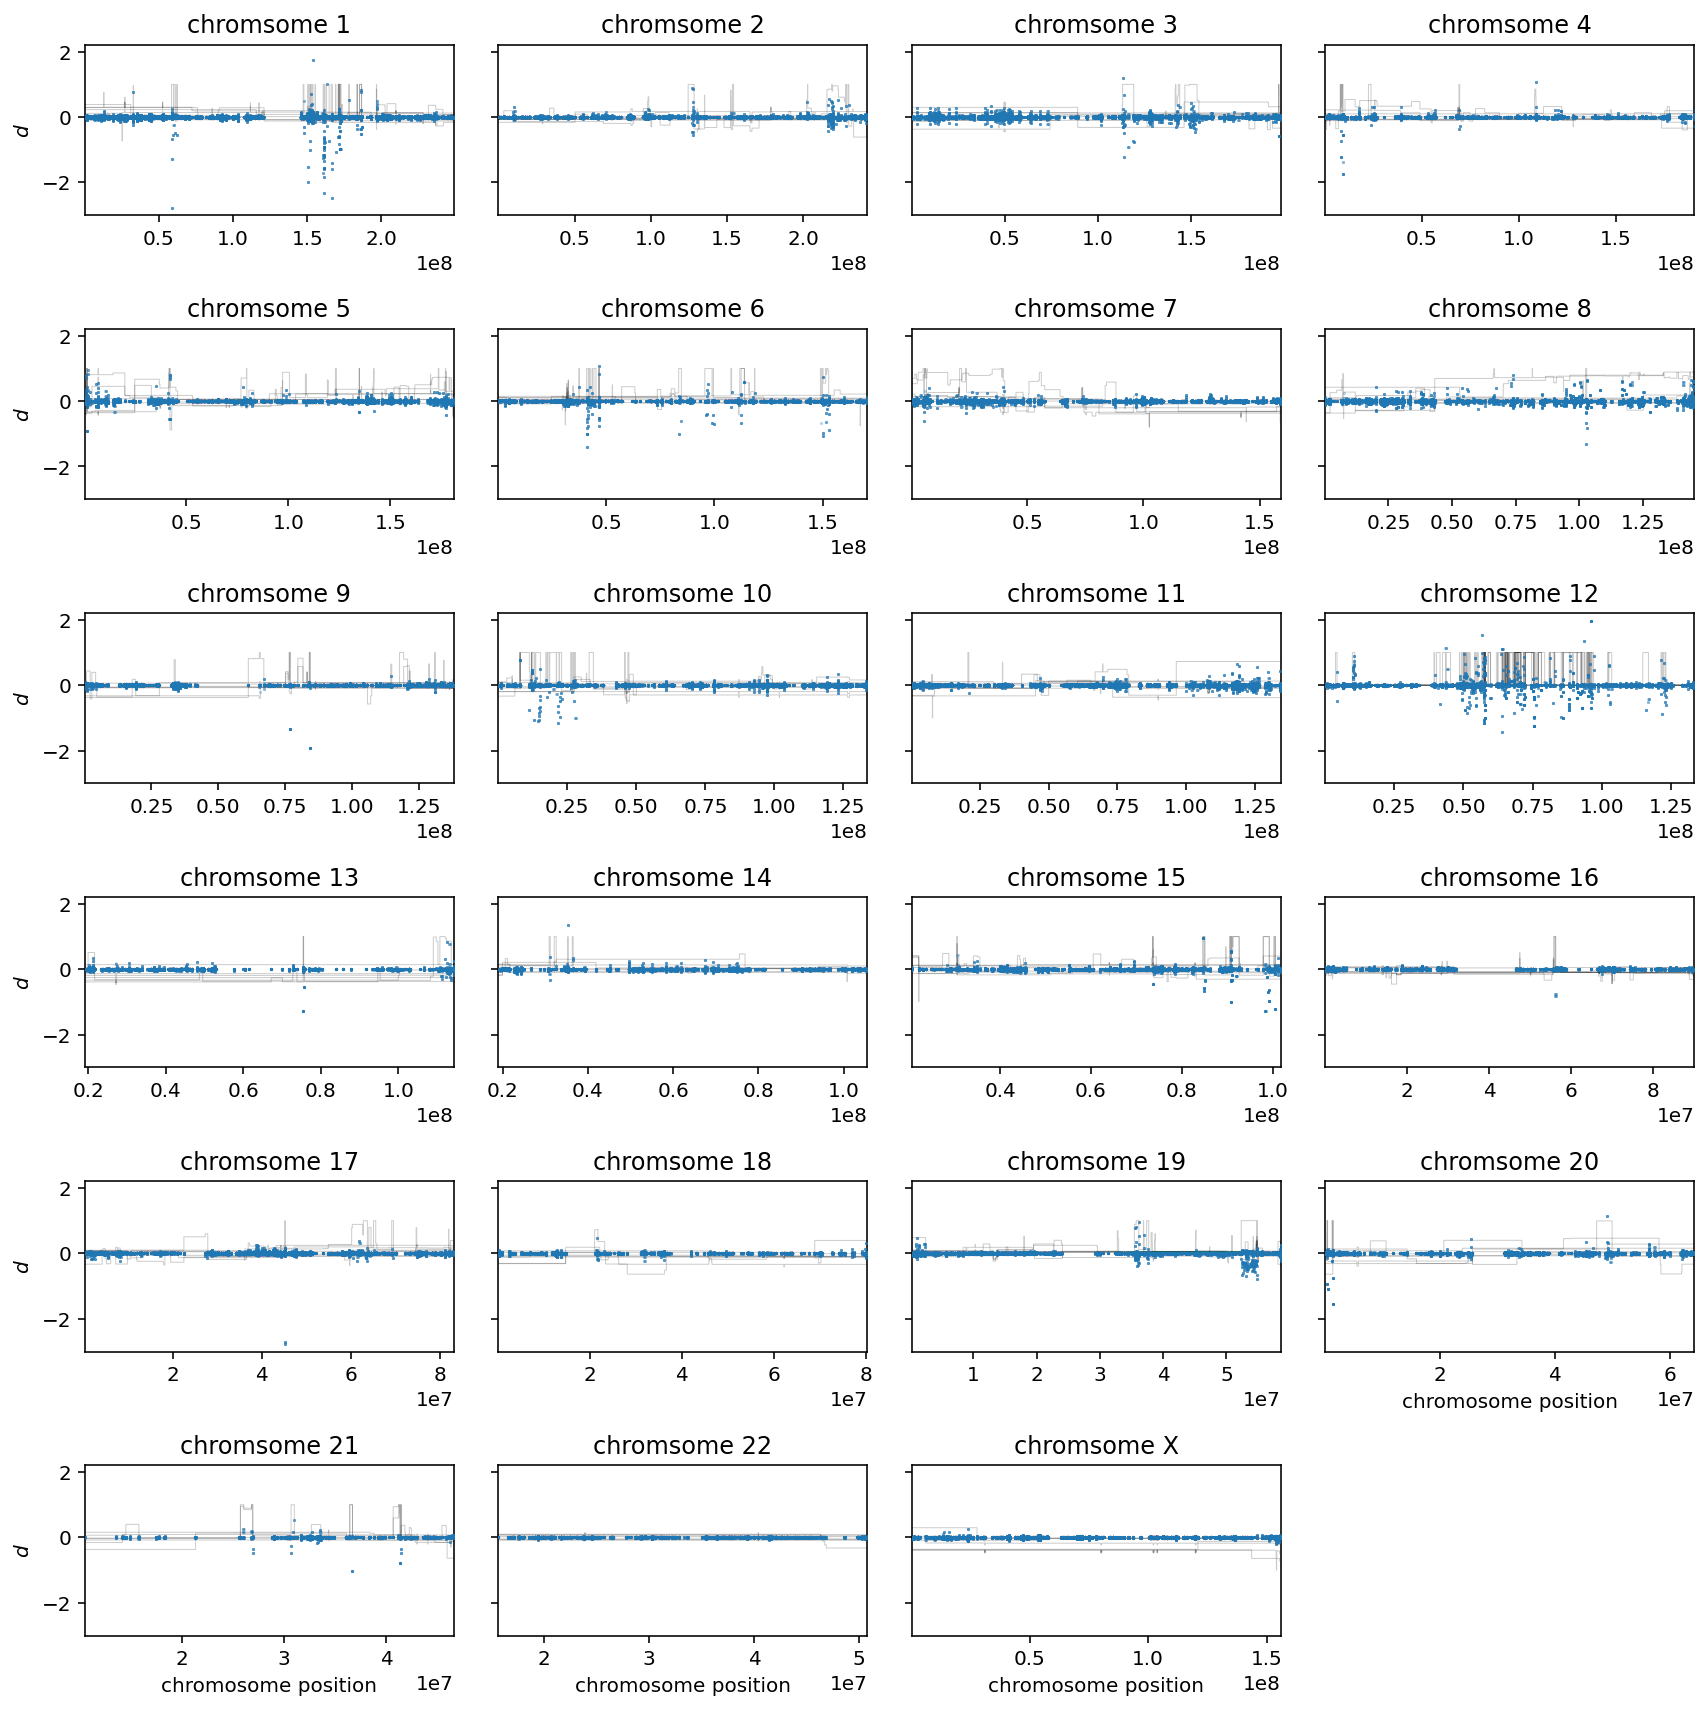 chromsome 1 chromsome 2 chromsome 3 chromsome 4
2
0
−2
d
0.5 1.0 1.5 2.0 0.5 1.0 1.5 2.0 0.5 1.0 1.5 0.5 1.0 1.5
1e8 1e8 1e8 1e8
chromsome 5 chromsome 6 chromsome 7 chromsome 8
2
0
−2
d
0.5 1.0 1.5 0.5 1.0 1.5 0.5 1.0 1.5 0.25 0.50 0.75 1.00 1.25
1e8 1e8 1e8 1e8
chromsome 9 chromsome 10 chromsome 11 chromsome 12
2
0
−2
d
0.25 0.50 0.75 1.00 1.25 0.25 0.50 0.75 1.00 1.25 0.25 0.50 0.75 1.00 1.25 0.25 0.50 0.75 1.00 1.25
1e8 1e8 1e8 1e8
chromsome 13 chromsome 14 chromsome 15 chromsome 16
2
0
−2
d
0.2 0.4 0.6 0.8 1.0 0.2 0.4 0.6 0.8 1.0 0.4 0.6 0.8 1.0 2 4 6 8
1e8 1e8 1e8 1e7
chromsome 17 chromsome 18 chromsome 19 chromsome 20
2
0
−2
d
2 4 6 8 2 4 6 8 1 2 3 4 5 2 4 6
1e7 1e7 1e7 chromosome position 1e7
chromsome 21 chromsome 22 chromsome X
2
0
−2
d
2 3 4 2 3 4 5 0.5 1.0 1.5
chromosome position 1e7 chromosome position 1e7 chromosome position 1e8